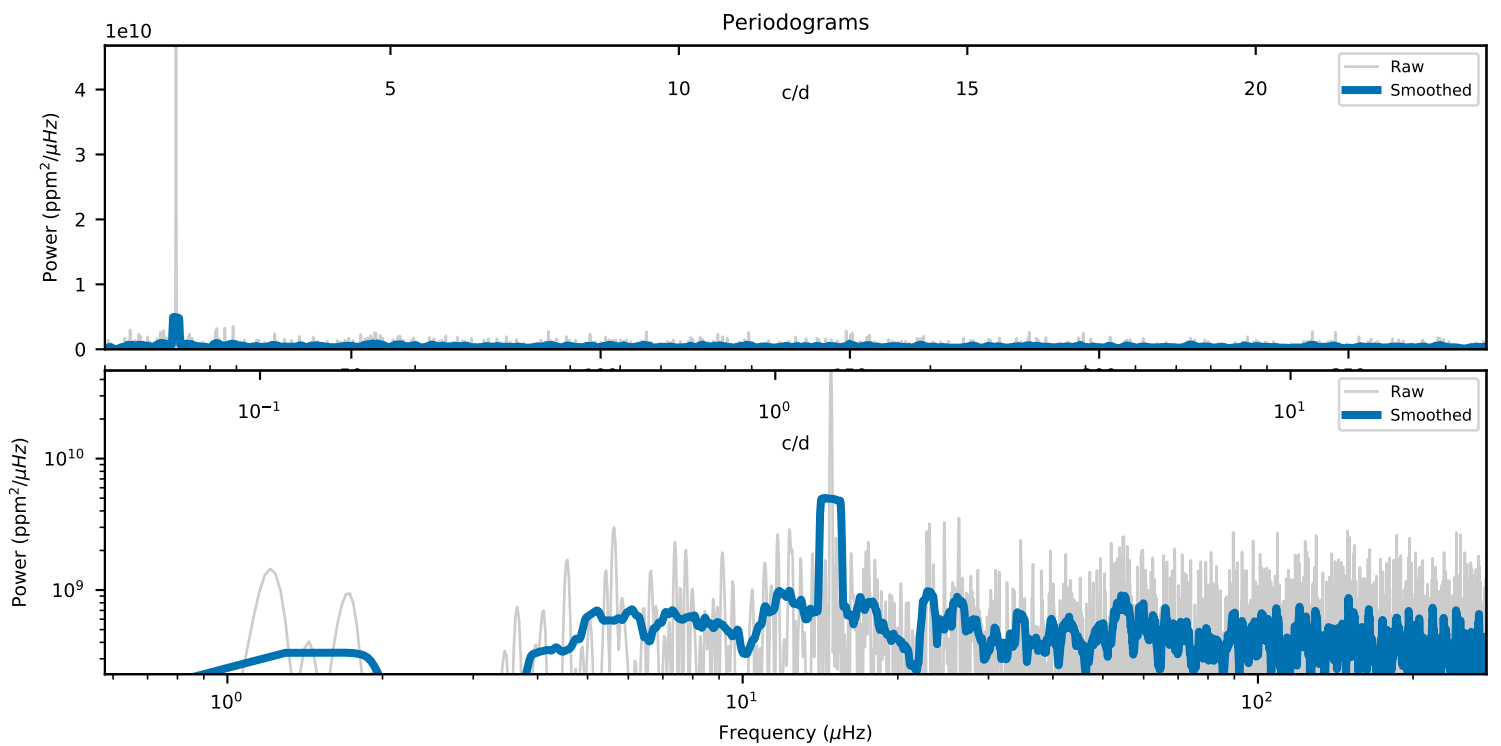 Periodograms
1e10
5 10 15 20
c/d
Raw
Smoothed
Power (ppm²/μHz)
4
3
2
1
0
10⁻¹ 10⁰ 10¹
c/d
Raw
Smoothed
Power (ppm²/μHz)
10¹⁰
10⁹
10⁰ 10¹ 10²
Frequency (μHz)